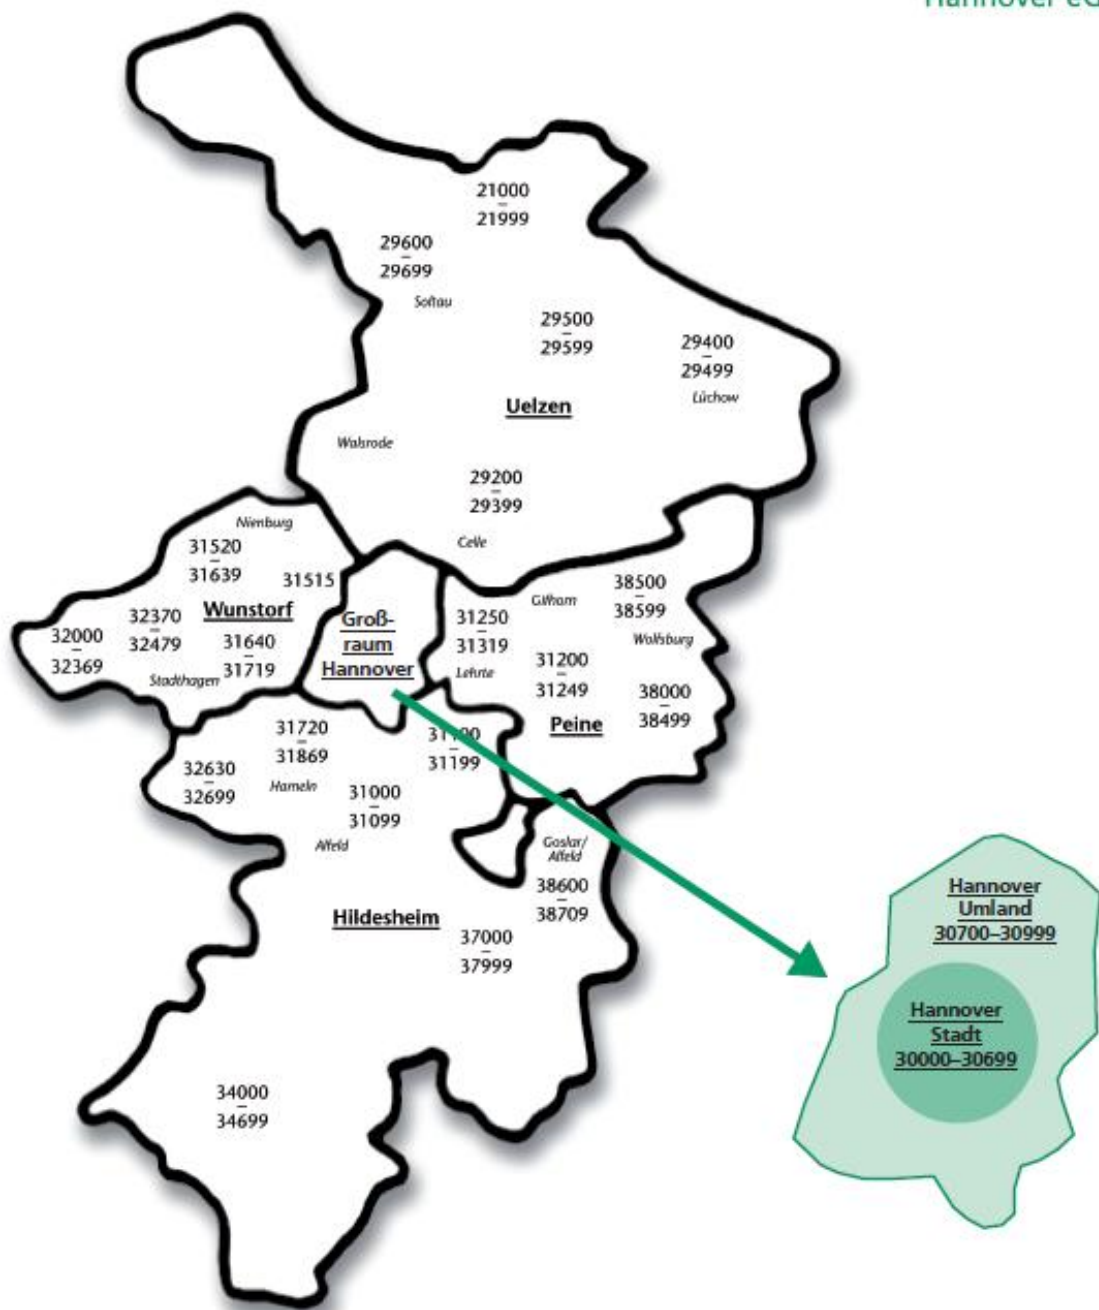 Hannover eG
21000
–
21999
29600
–
29699
Soltau
29500
–
29599
29400
–
29499
Lüchow
Uelzen
Walsrode
29200
–
29399
Celle
Nienburg
31520
–
31639
31515
Wunstorf
32370
–
32479
32000
–
32369
31640
–
31719
Stadthagen
Groß-
raum
Hannover
Gifhorn
38500
–
38599
31250
–
31319
Wolfsburg
Lehrte
31200
–
31249
38000
–
38499
Peine
31720
–
31869
31100
–
31199
32630
–
32699
Hameln
31000
–
31099
Alfeld
Goslar/
Alfeld
38600
–
38709
Hildesheim
37000
–
37999
34000
–
34699
Hannover
Umland
30700–30999
Hannover
Stadt
30000–30699